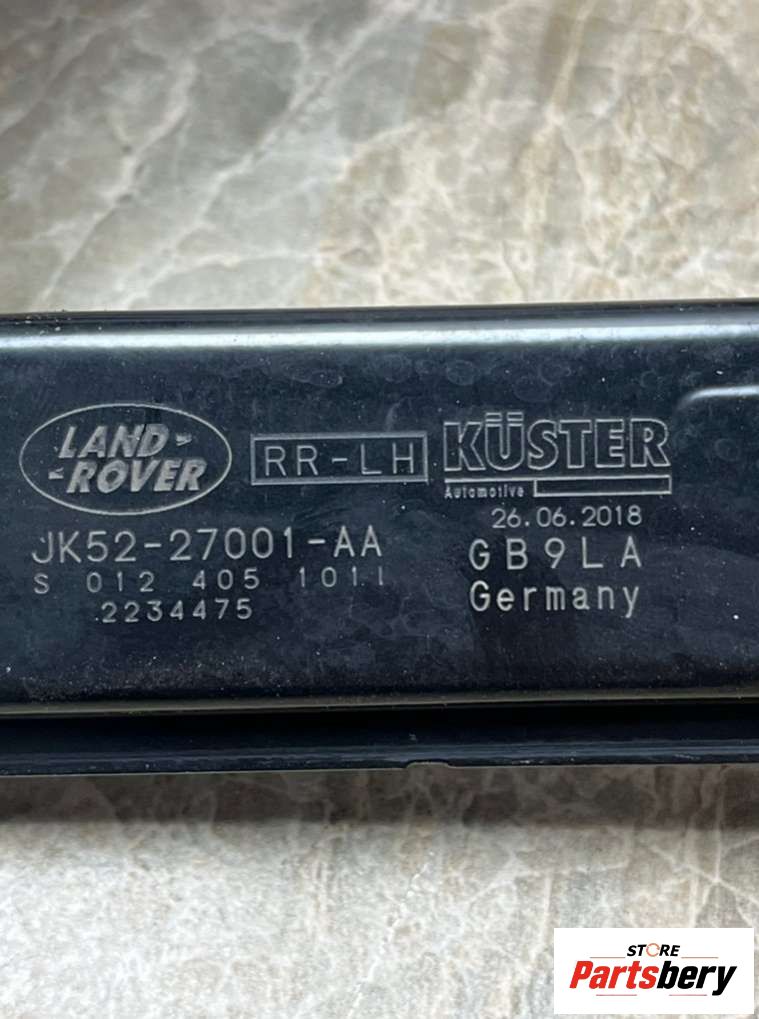 LAND-
-ROVER
RR-LH
KÜSTER
Automotive
26.06.2018
JK52-27001-AA
GB9LA
S 012 405 1011
Germany
2234475
STORE
Partsbery